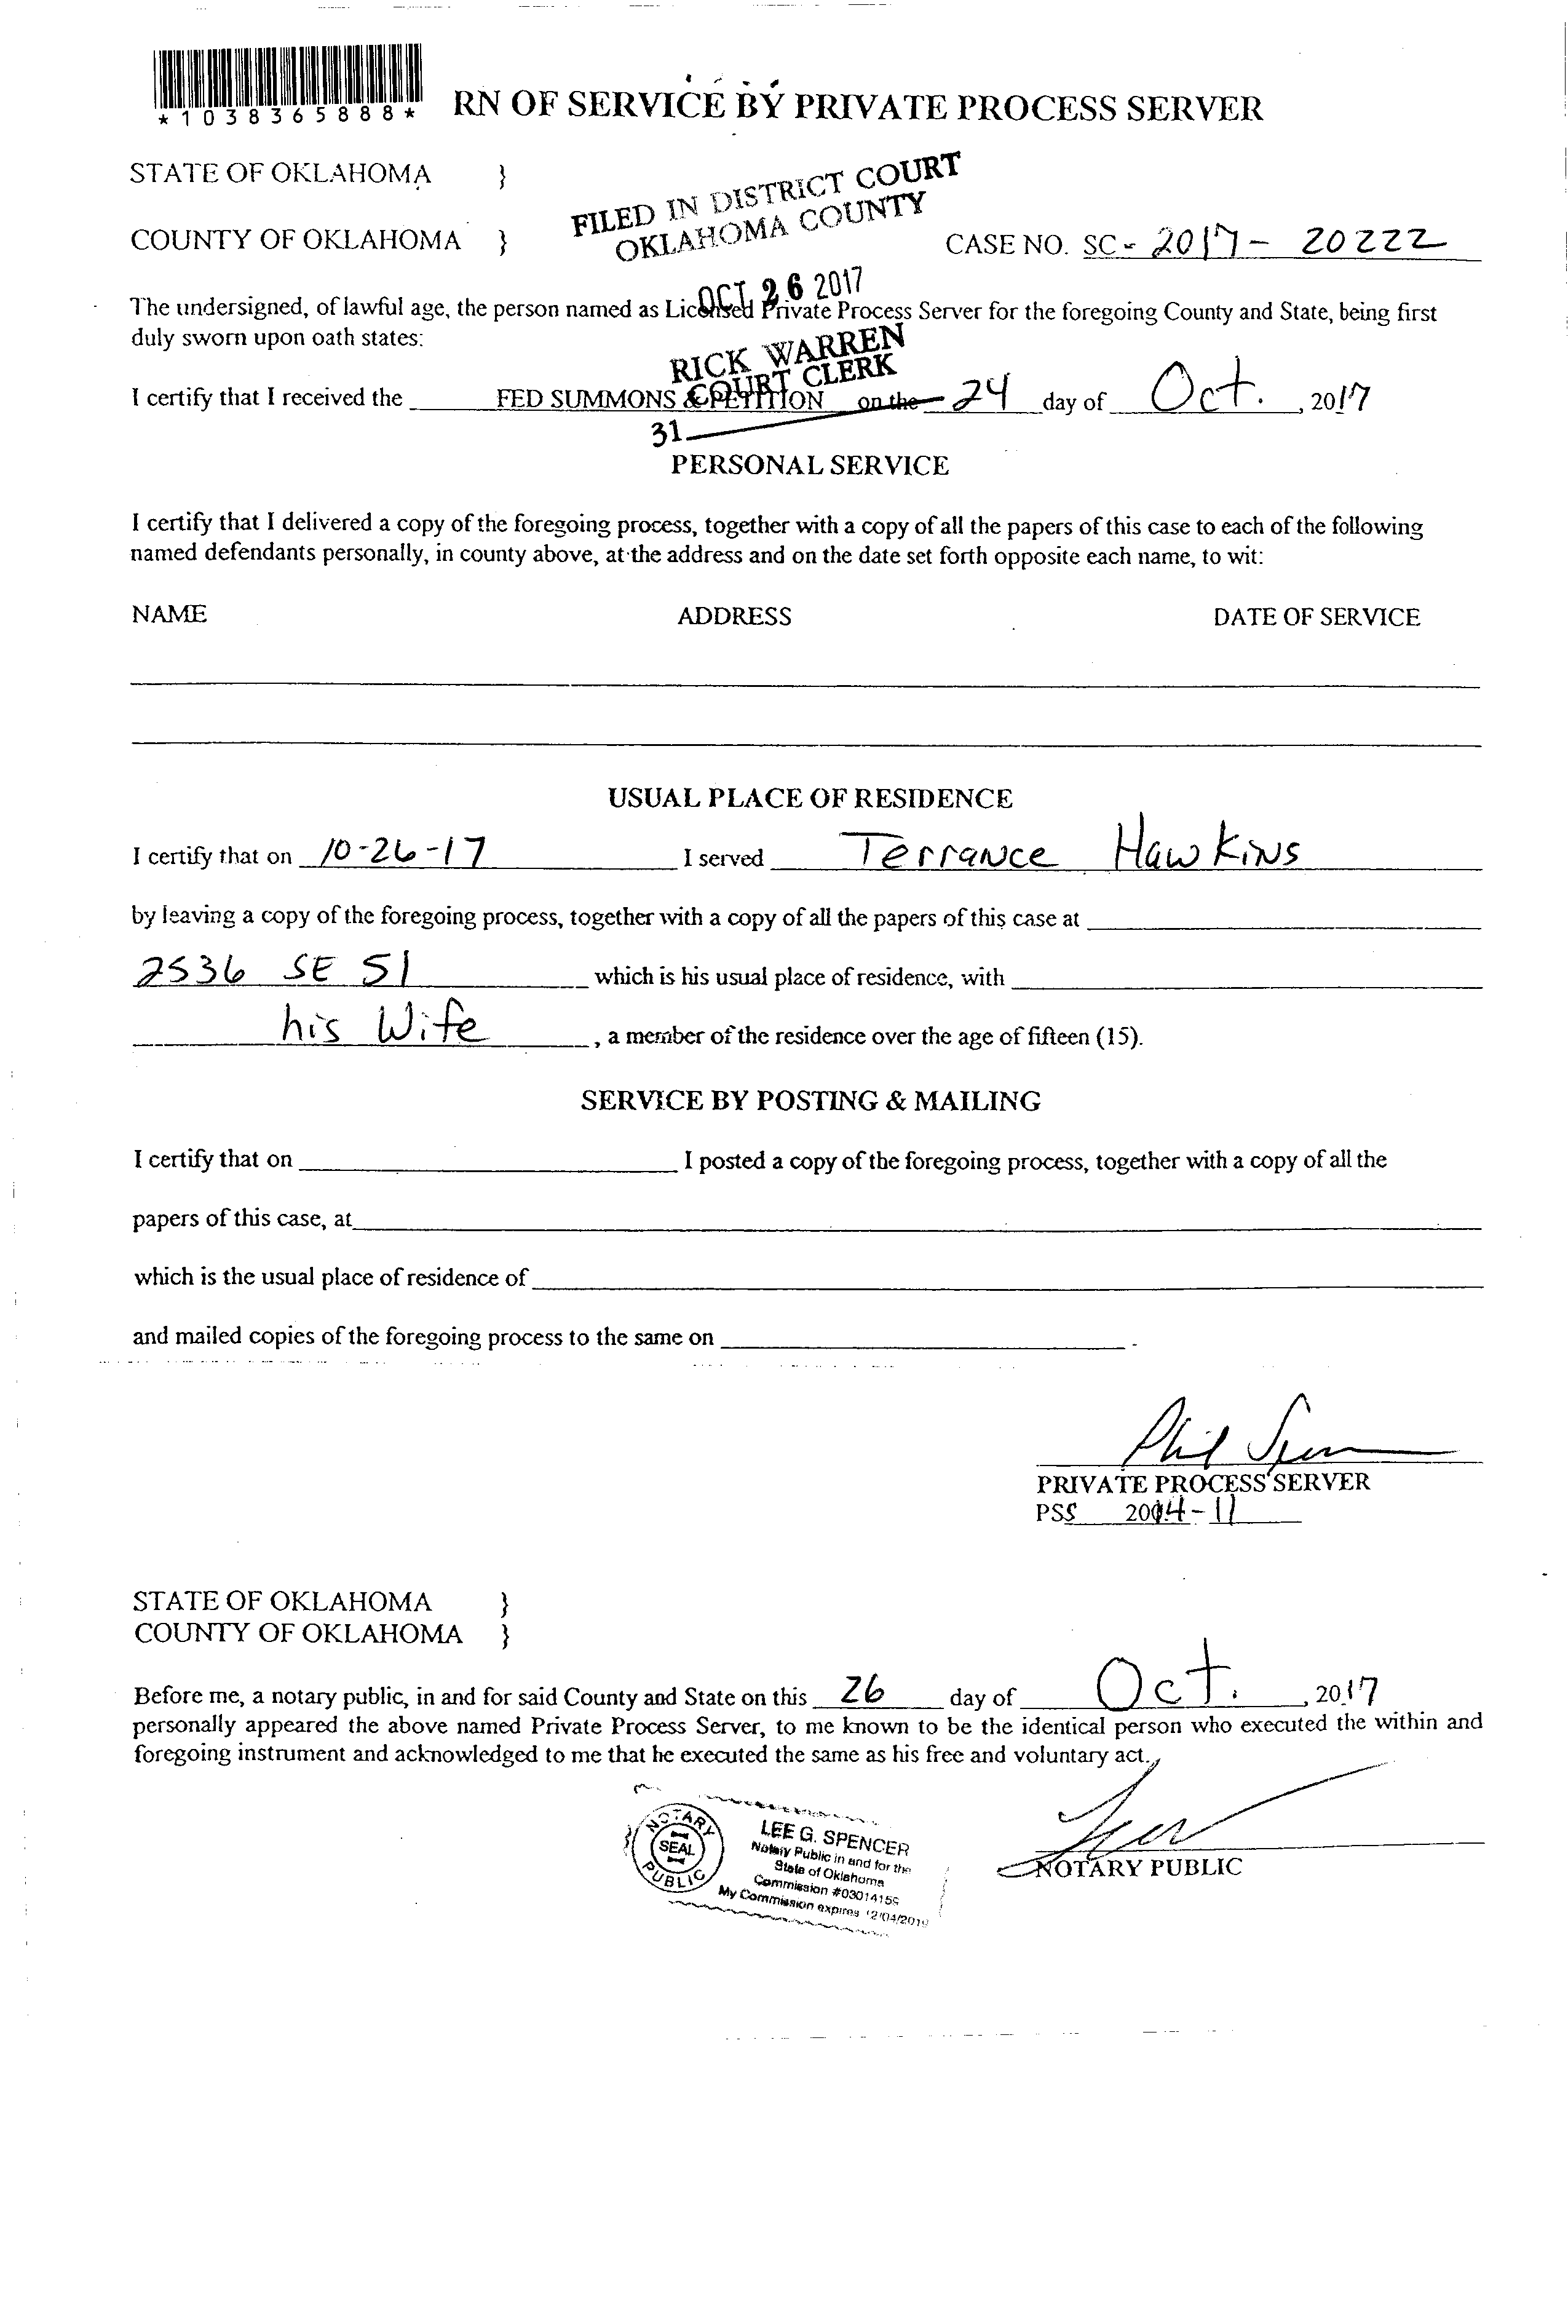 *1038365888*
RN OF SERVICE BY PRIVATE PROCESS SERVER
STATE OF OKLAHOMA }
FILED IN DISTRICT COURT
OKLAHOMA COUNTY
COUNTY OF OKLAHOMA }
CASE NO. SC - 2017 - 20222
OCT 26 2017
The undersigned, of lawful age, the person named as Licensed Private Process Server for the foregoing County and State, being first
duly sworn upon oath states:
RICK WARREN
COURT CLERK
I certify that I received the FED SUMMONS & PETITION on the 24 day of Oct. , 2017
31
PERSONAL SERVICE
I certify that I delivered a copy of the foregoing process, together with a copy of all the papers of this case to each of the following
named defendants personally, in county above, at the address and on the date set forth opposite each name, to wit:
NAME ADDRESS DATE OF SERVICE
USUAL PLACE OF RESIDENCE
I certify that on 10-26-17 I served Terrance Hawkins
by leaving a copy of the foregoing process, together with a copy of all the papers of this case at
2536 SE 51 which is his usual place of residence, with
his Wife , a member of the residence over the age of fifteen (15).
SERVICE BY POSTING & MAILING
I certify that on I posted a copy of the foregoing process, together with a copy of all the
papers of this case, at
which is the usual place of residence of
and mailed copies of the foregoing process to the same on .
Phil Spencer
PRIVATE PROCESS SERVER
PSS 2014-11
STATE OF OKLAHOMA }
COUNTY OF OKLAHOMA }
Before me, a notary public, in and for said County and State on this 26 day of Oct. , 2017
personally appeared the above named Private Process Server, to me known to be the identical person who executed the within and
foregoing instrument and acknowledged to me that he executed the same as his free and voluntary act.
NOTARY PUBLIC
SEAL
LEE G. SPENCER
Notary Public in and for the
State of Oklahoma
Commission #03014159
My Commission expires
NOTARY PUBLIC